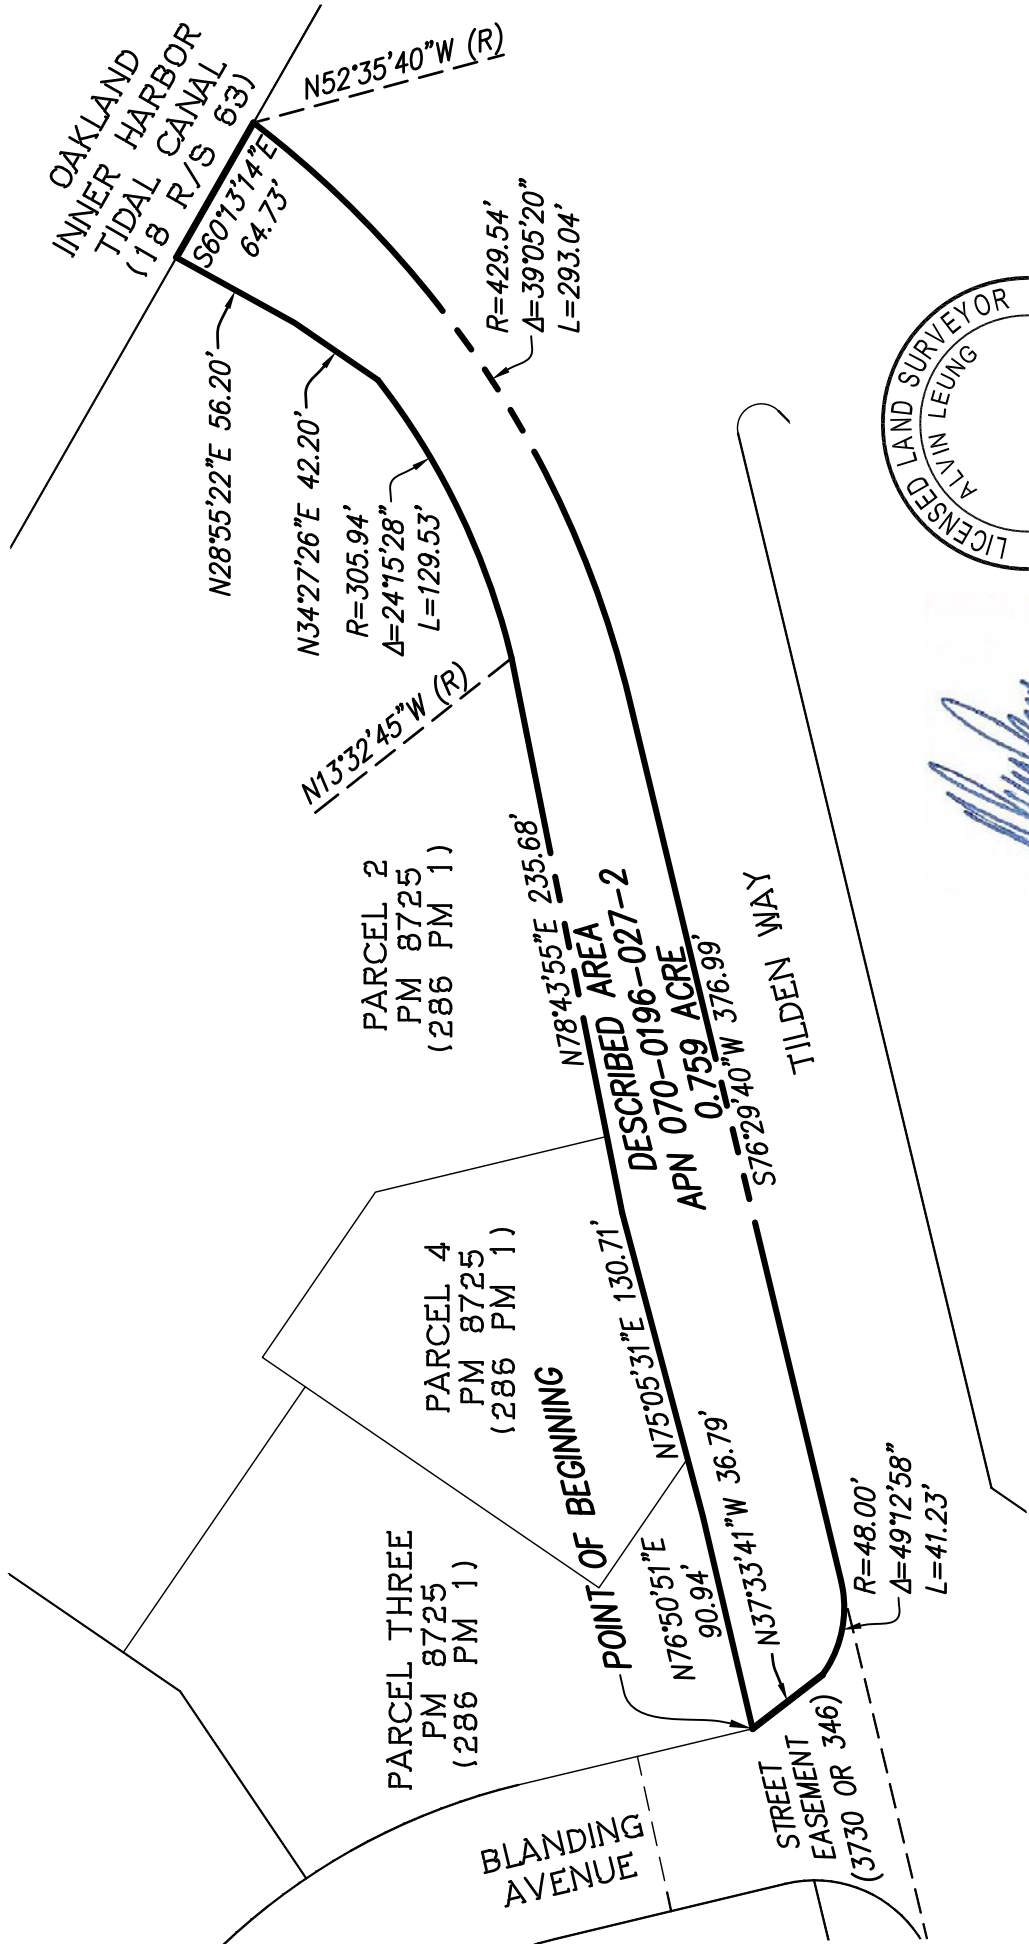 OAKLAND
INNER HARBOR
TIDAL CANAL
(18 R/S 63)
N52°35'40"W (R)
S60°13'14"E
64.73'
N28°55'22"E 56.20'
N34°27'26"E 42.20'
R=305.94'
Δ=24°15'28"
L=129.53'
R=429.54'
Δ=39°05'20"
L=293.04'
N13°32'45"W (R)
LICENSED LAND SURVEYOR
ALVIN LEUNG
PARCEL 2
PM 8725
(286 PM 1)
N78°43'55"E 235.68'
DESCRIBED AREA
APN 070-0196-027-2
0.759 ACRE
S76°29'40"W 376.99'
TILDEN WAY
PARCEL 4
PM 8725
(286 PM 1)
N75°05'31"E 130.71'
POINT OF BEGINNING
N76°50'51"E
90.94'
N37°33'41"W 36.79'
R=48.00'
Δ=49°12'58"
L=41.23'
PARCEL THREE
PM 8725
(286 PM 1)
STREET
EASEMENT
(3730 OR 346)
BLANDING
AVENUE